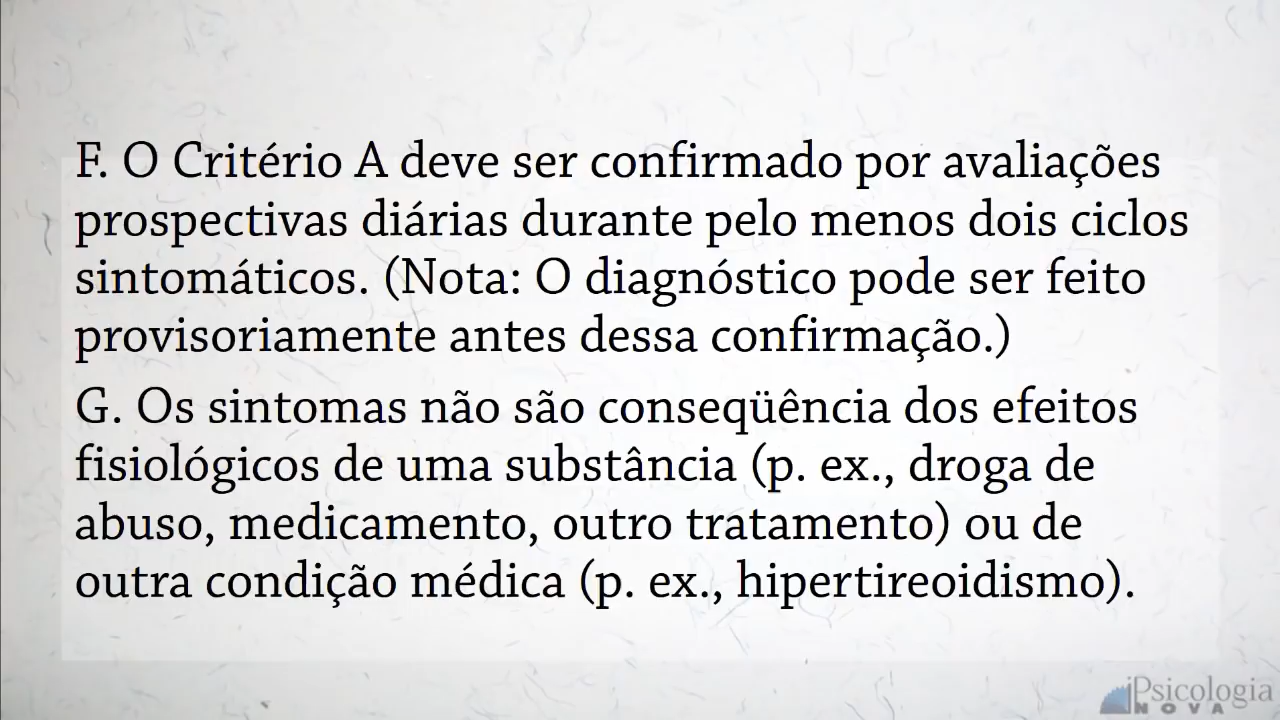 F. O Critério A deve ser confirmado por avaliações
prospectivas diárias durante pelo menos dois ciclos
sintomáticos. (Nota: O diagnóstico pode ser feito
provisoriamente antes dessa confirmação.)
G. Os sintomas não são conseqüência dos efeitos
fisiológicos de uma substância (p. ex., droga de
abuso, medicamento, outro tratamento) ou de
outra condição médica (p. ex., hipertireoidismo).
Psicologia
NOVA